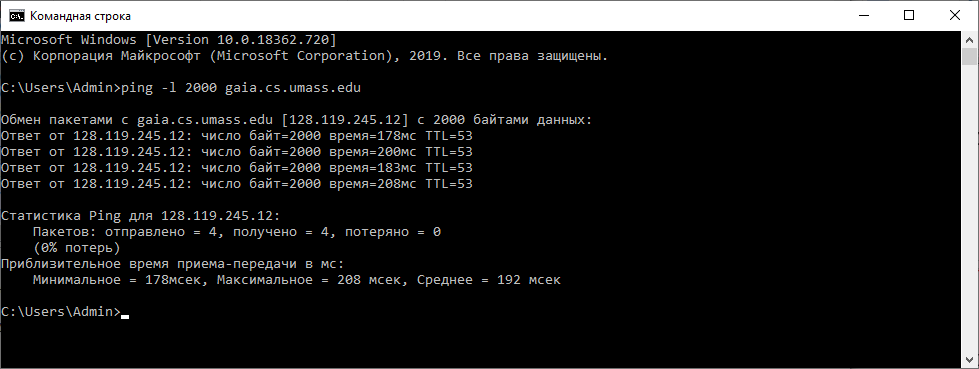 Командная строка
Microsoft Windows [Version 10.0.18362.720]
(c) Корпорация Майкрософт (Microsoft Corporation), 2019. Все права защищены.
C:\Users\Admin>ping -l 2000 gaia.cs.umass.edu
Обмен пакетами с gaia.cs.umass.edu [128.119.245.12] с 2000 байтами данных:
Ответ от 128.119.245.12: число байт=2000 время=178мс TTL=53
Ответ от 128.119.245.12: число байт=2000 время=200мс TTL=53
Ответ от 128.119.245.12: число байт=2000 время=183мс TTL=53
Ответ от 128.119.245.12: число байт=2000 время=208мс TTL=53
Статистика Ping для 128.119.245.12:
Пакетов: отправлено = 4, получено = 4, потеряно = 0
(0% потерь)
Приблизительное время приема-передачи в мс:
Минимальное = 178мсек, Максимальное = 208 мсек, Среднее = 192 мсек
C:\Users\Admin>